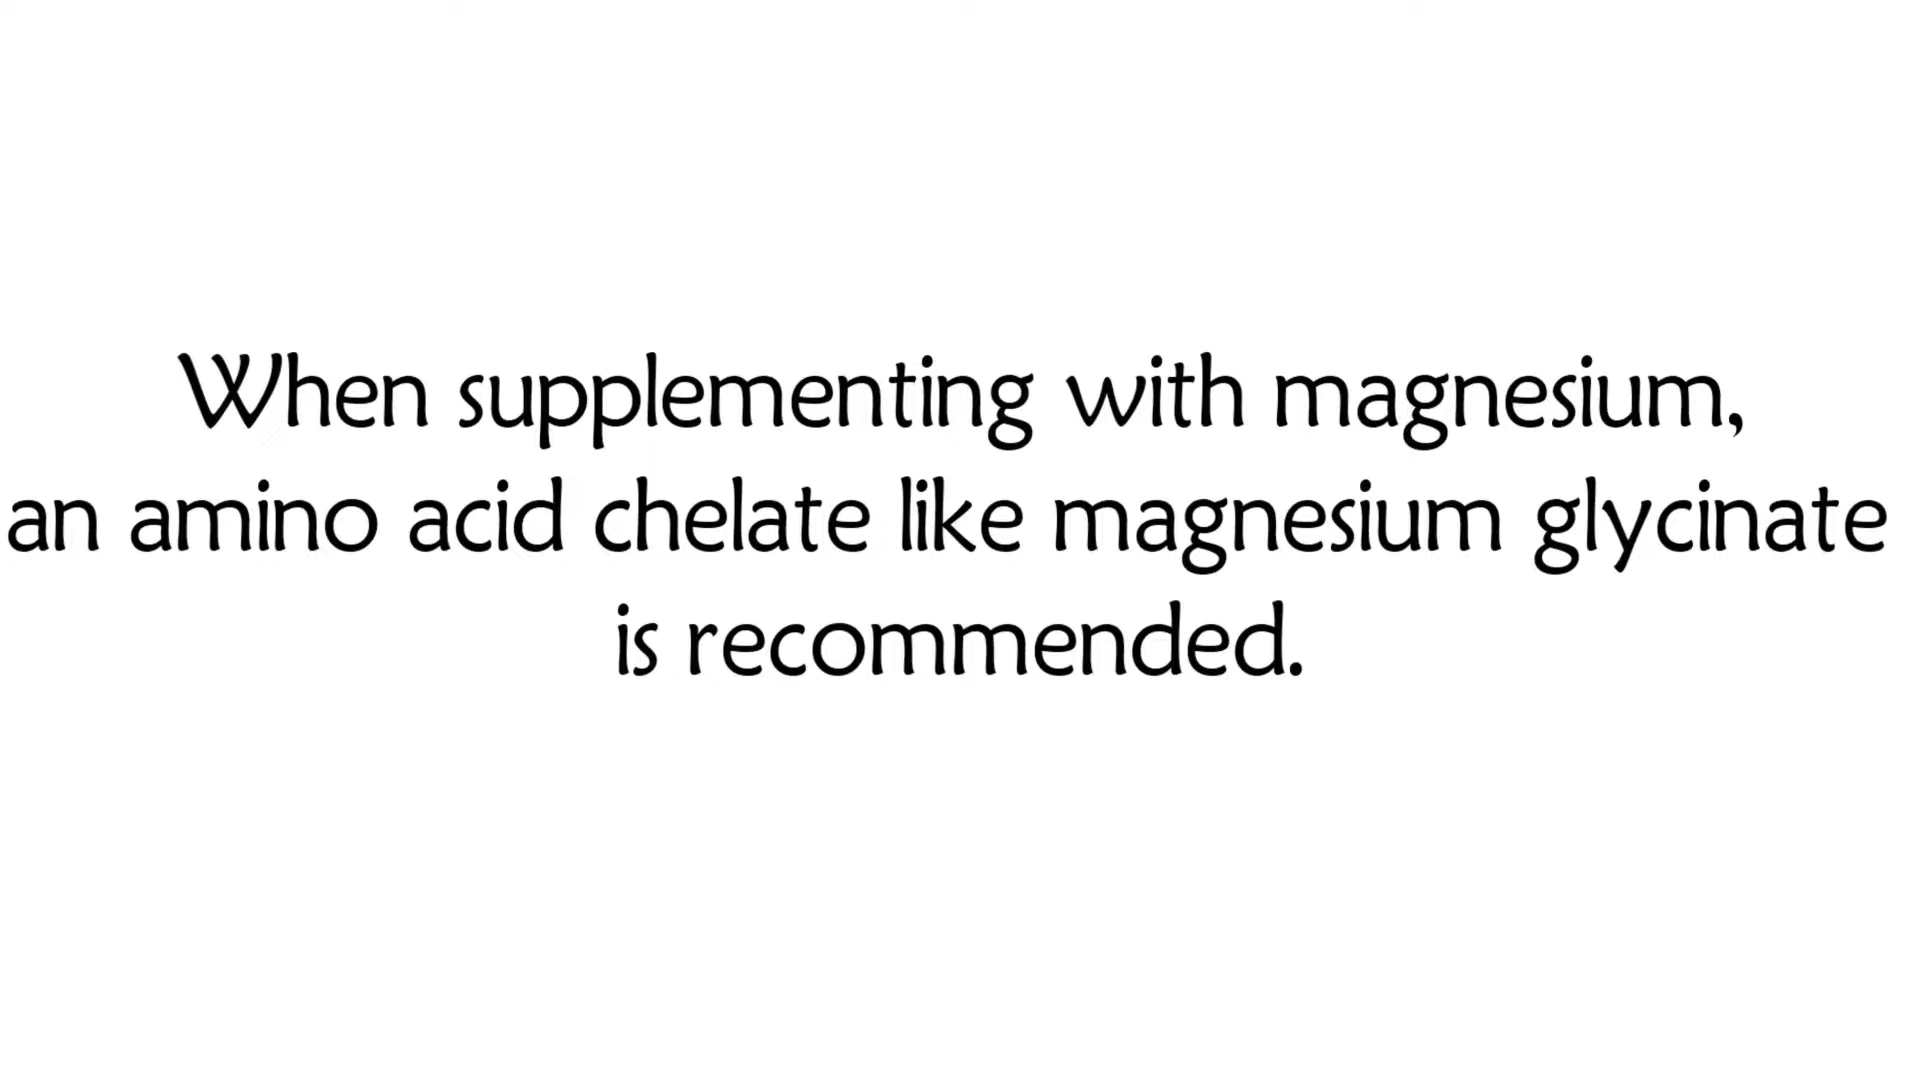 When supplementing with magnesium,
an amino acid chelate like magnesium glycinate
is recommended.